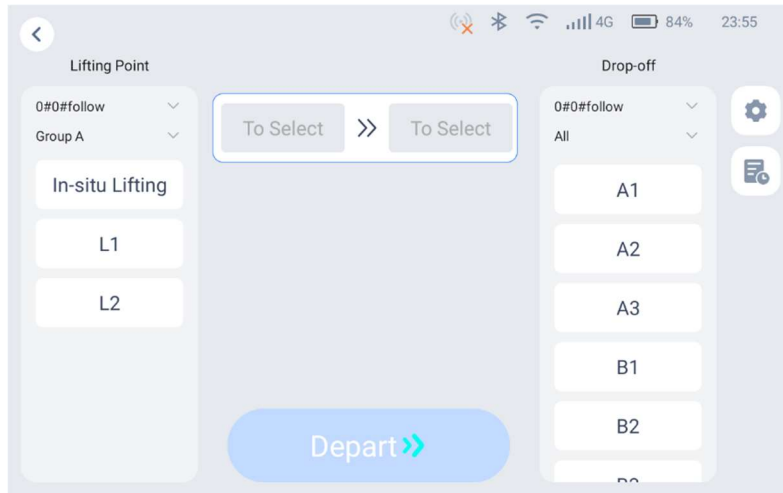 4G 84% 23:55
Lifting Point
0#0#follow
Group A
In-situ Lifting
L1
L2
To Select To Select
Depart
Drop-off
0#0#follow
All
A1
A2
A3
B1
B2